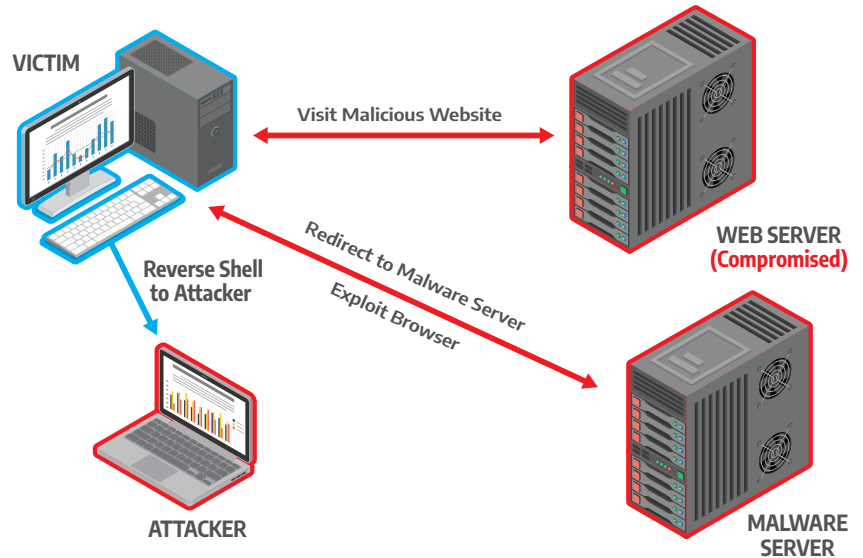 VICTIM
Visit Malicious Website
WEB SERVER
(Compromised)
Redirect to Malware Server
Exploit Browser
Reverse Shell
to Attacker
ATTACKER
MALWARE
SERVER